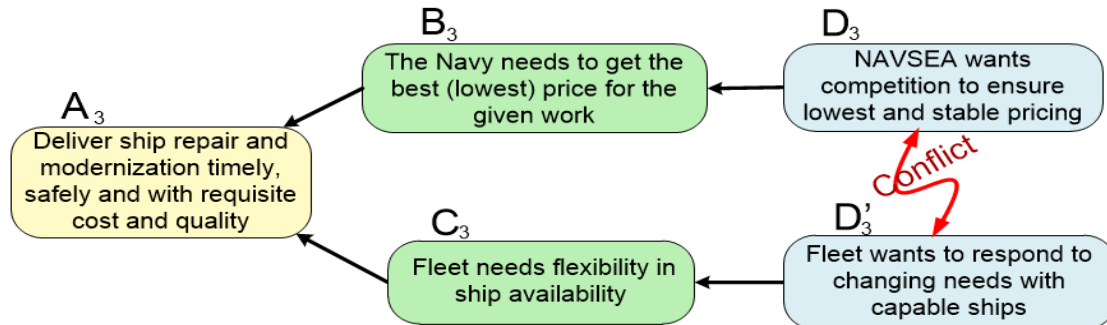 B3
The Navy needs to get the
best (lowest) price for the
given work
D3
NAVSEA wants
competition to ensure
lowest and stable pricing
A3
Deliver ship repair and
modernization timely,
safely and with requisite
cost and quality
Conflict
C3
Fleet needs flexibility in
ship availability
D3’
Fleet wants to respond to
changing needs with
capable ships